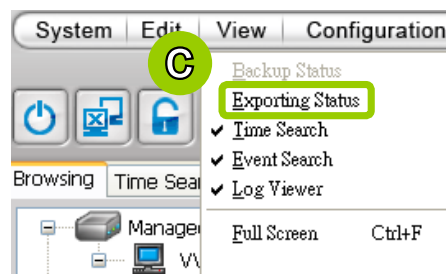 System Edit View Configuration
C
Backup Status
Exporting Status
Time Search
Event Search
Log Viewer
Full Screen Ctrl+F
Browsing Time Sea
Manage